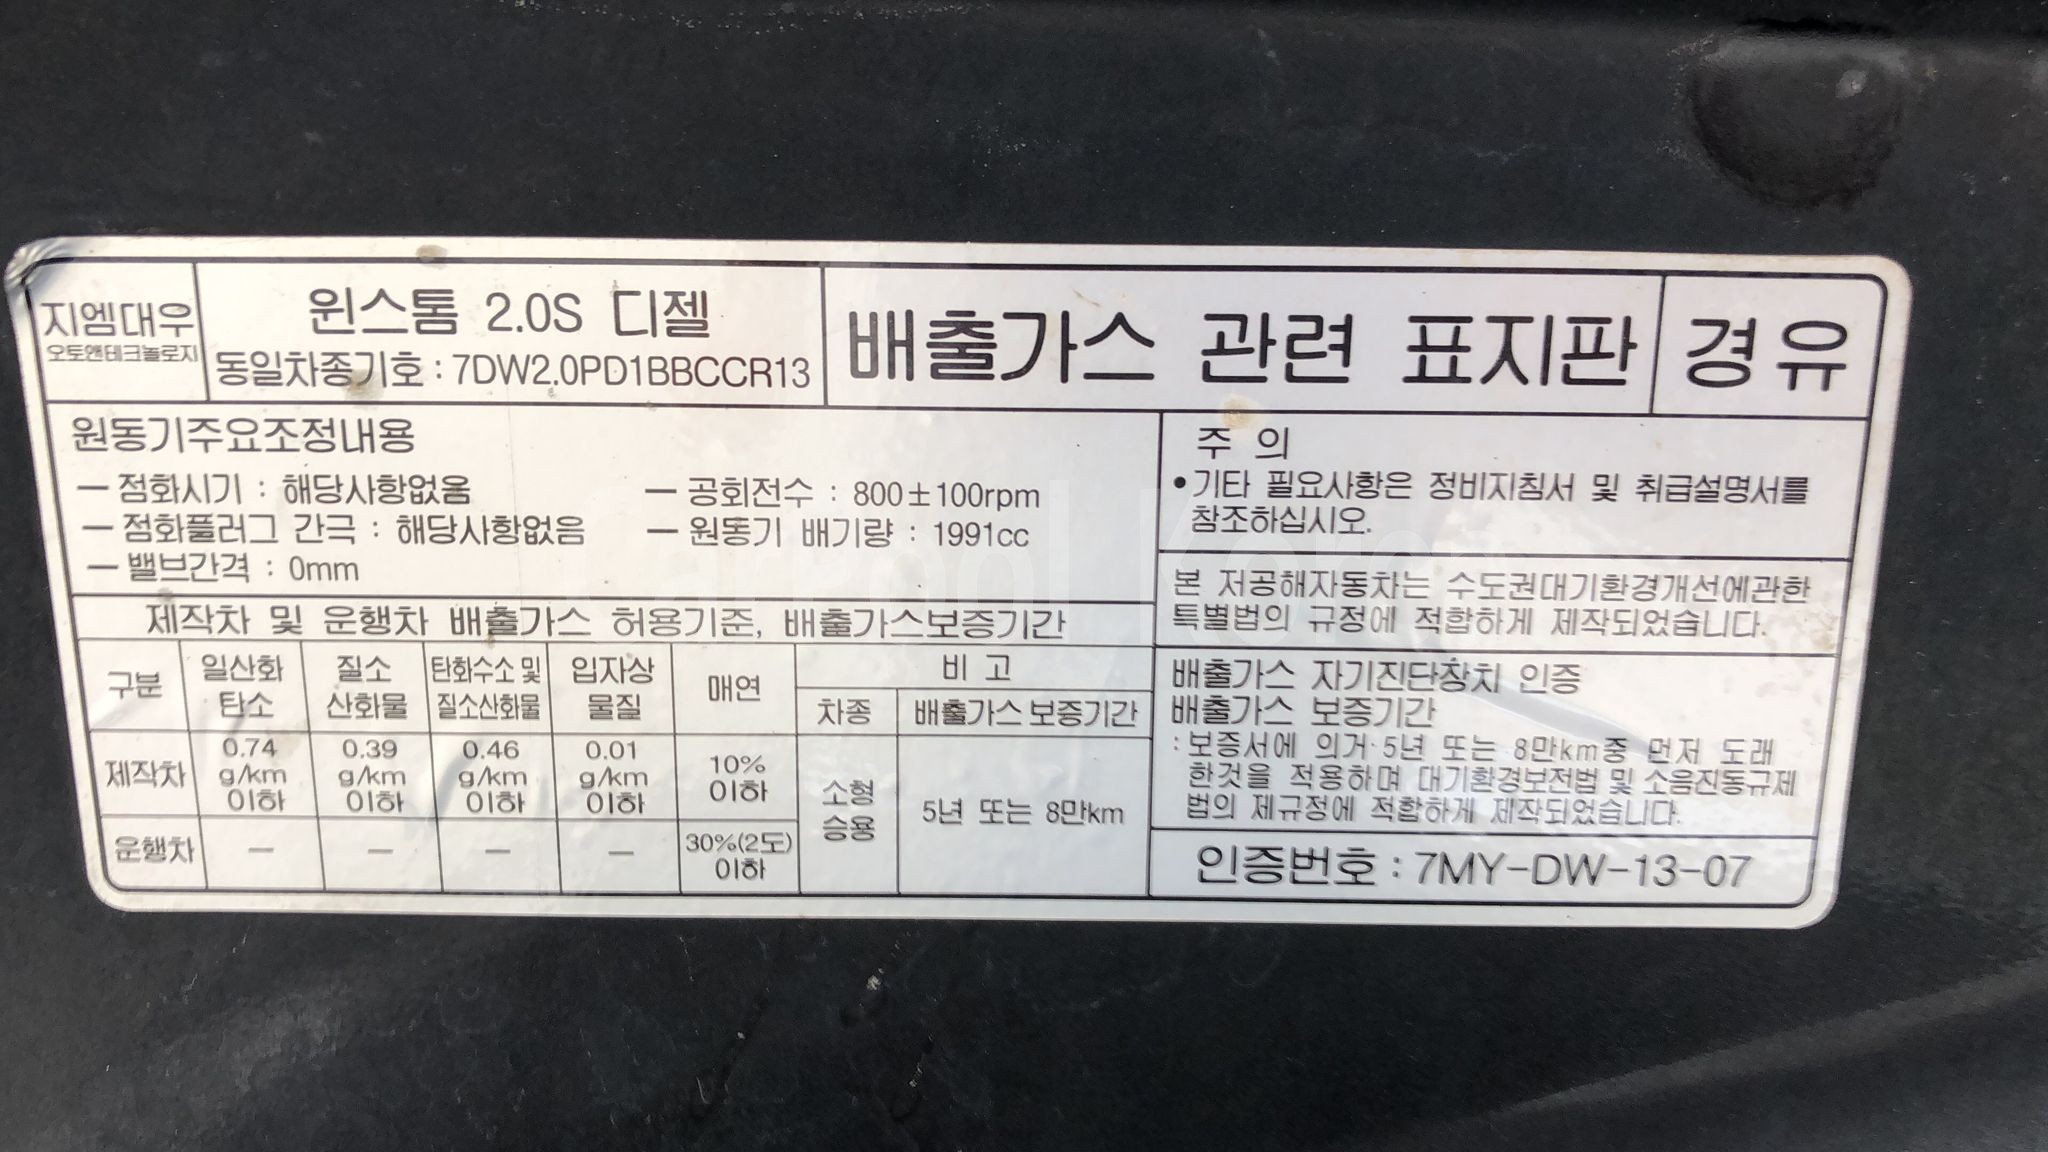 지엠대우
오토앤테크놀로지
윈스톰 2.0S 디젤
동일차종기호 : 7DW2.0PD1BBCCR13
배출가스 관련 표지판
경유
원동기주요조정내용
— 점화시기 : 해당사항없음
— 공회전수 : 800±100rpm
— 점화플러그 간극 : 해당사항없음
— 원동기 배기량 : 1991cc
— 밸브간격 : 0mm
주 의
•기타 필요사항은 정비지침서 및 취급설명서를
참조하십시오.
본 저공해자동차는 수도권대기환경개선에관한
특별법의 규정에 적합하게 제작되었습니다.
제작차 및 운행차 배출가스 허용기준, 배출가스보증기간
구분 일산화 탄소 질소 산화물 탄화수소 및 질소산화물 입자상 물질 매연 비 고
차종 배출가스 보증기간
제작차 0.74 g/km 이하 0.39 g/km 이하 0.46 g/km 이하 0.01 g/km 이하 10% 이하
소형 승용 5년 또는 8만km
운행차 — — — — 30%(2도) 이하
배출가스 자기진단장치 인증
배출가스 보증기간
: 보증서에 의거 5년 또는 8만km중 먼저 도래
한것을 적용하며 대기환경보전법 및 소음진동규제
법의 제규정에 적합하게 제작되었습니다.
인증번호 : 7MY-DW-13-07